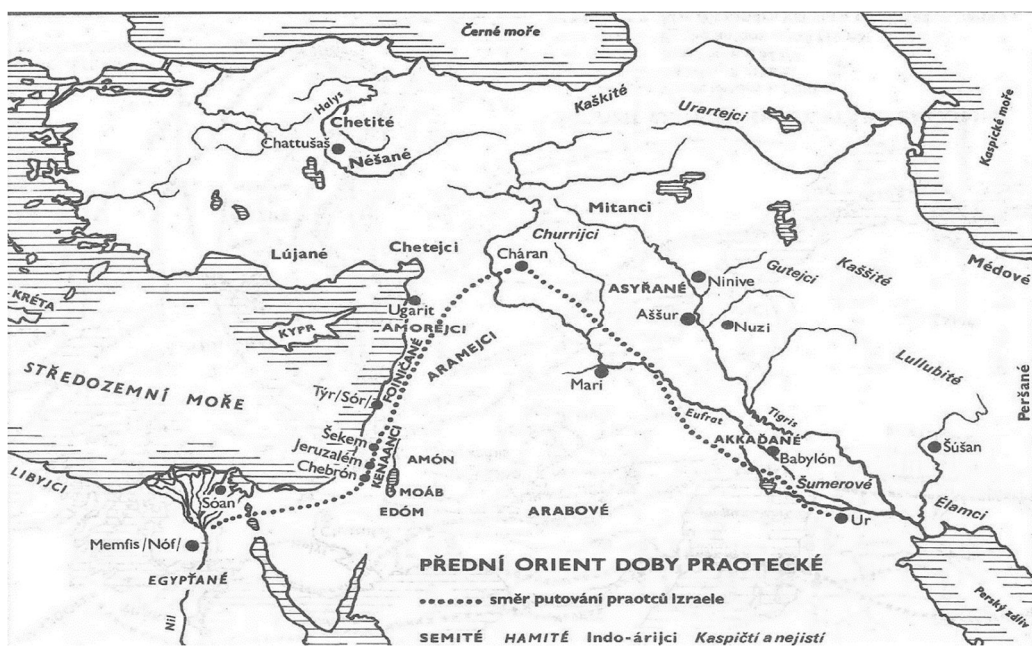 Černé moře
Kaspické moře
Halys
Chetité
Chattušaš
Néšané
Kaškité
Urartejci
Mitanci
Churrijci
Chetejci
Lújané
Cháran
ASYŘANÉ
Ninive
Gutejci
Kaššité
Médové
KRÉTA
KYPR
Ugarit
AMOREJCI
Aššur
Nuzi
ARAMEJCI
FOINIČANÉ
Mari
Lullubité
Peršané
STŘEDOZEMNÍ MOŘE
Týr/Sór/
Eufrat
Tigris
AKKAĎANÉ
Babylón
Šúšan
Šekem
Jeruzalém
Chebrón
KENAANCI
AMÓN
MOÁB
EDÓM
ARABOVÉ
Šumerové
Élamci
Ur
LIBYJCI
Sóan
Memfis/Nóf/
EGYPŤANÉ
Nil
Perský záliv
PŘEDNÍ ORIENT DOBY PRAOTECKÉ
směr putování praotců Izraele
SEMITÉ HAMITÉ Indo-árijci Kaspičtí a nejistí